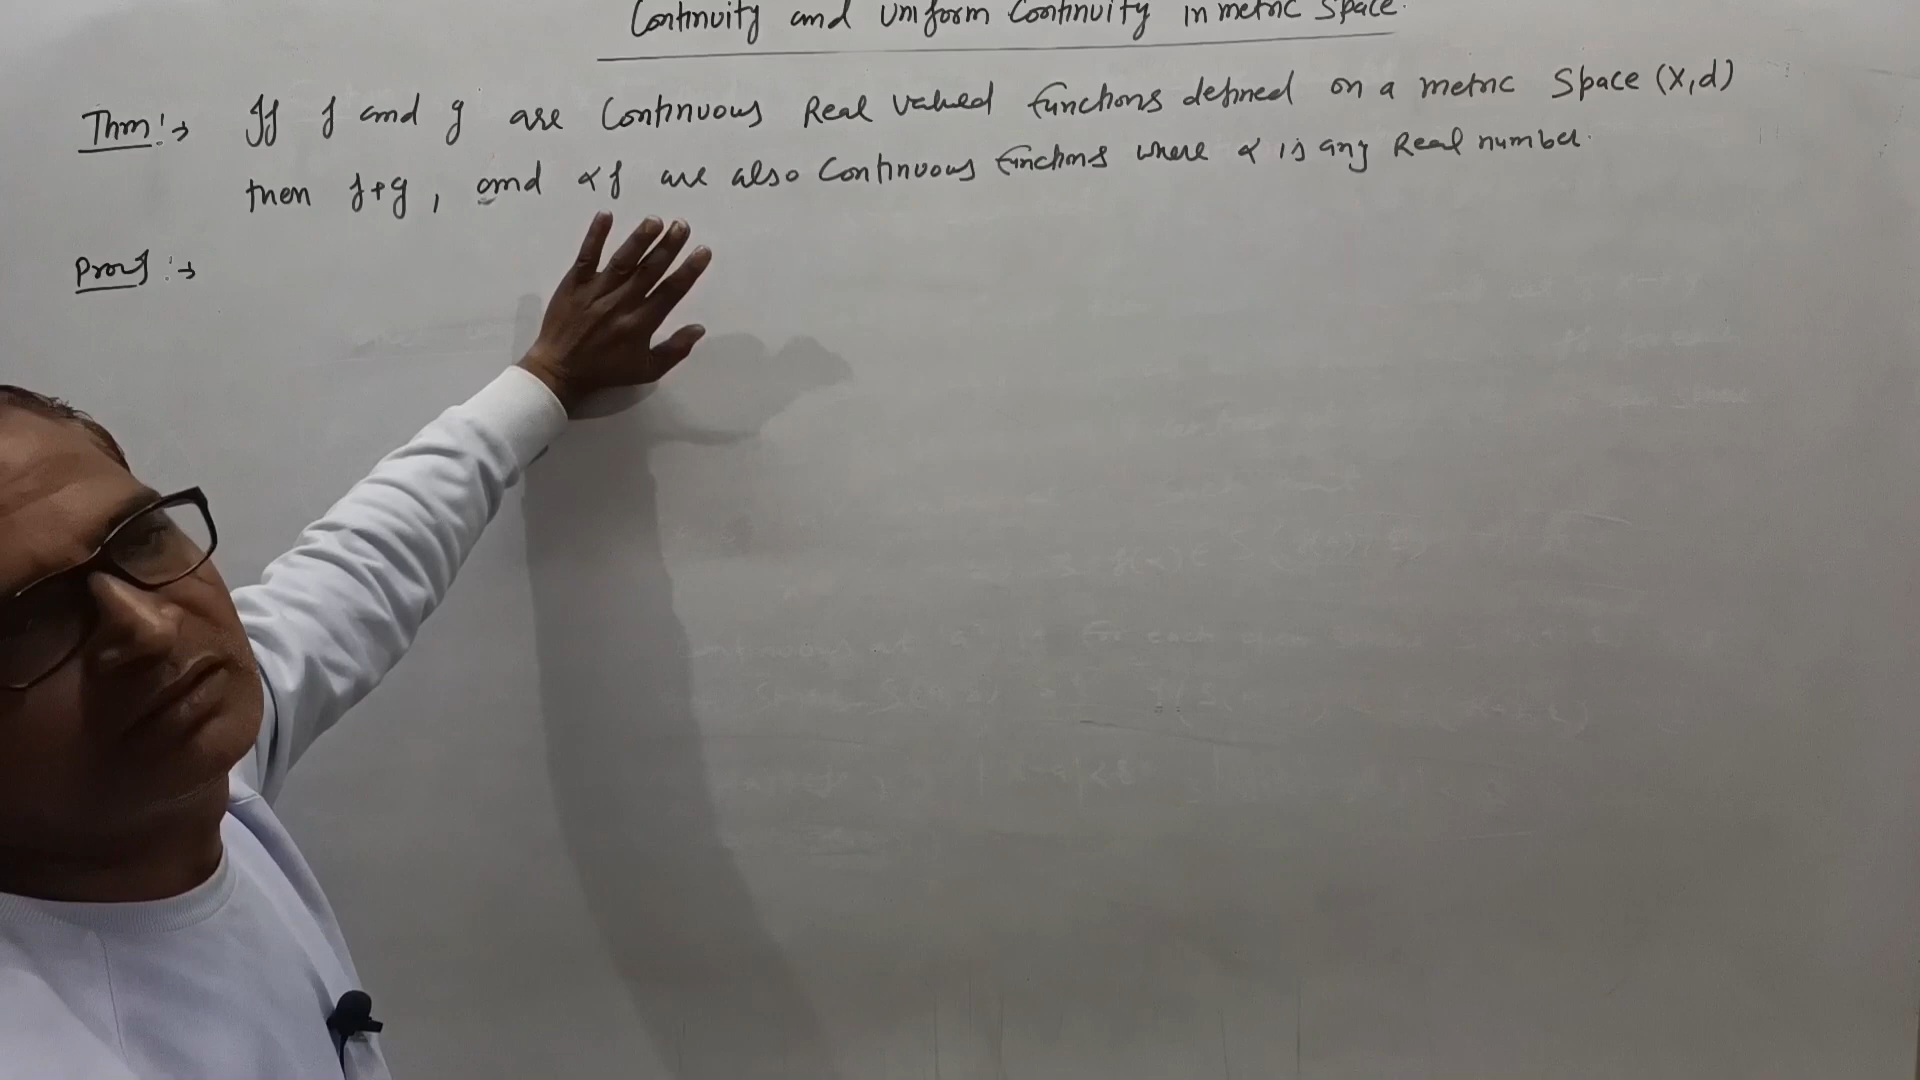 Continuity and Uniform Continuity in metric Space.
Thm:→ If f and g are Continuous Real valued functions defined on a metric Space (X,d)
then f+g, and αf are also Continuous functions where α is any Real number.
Proof:→